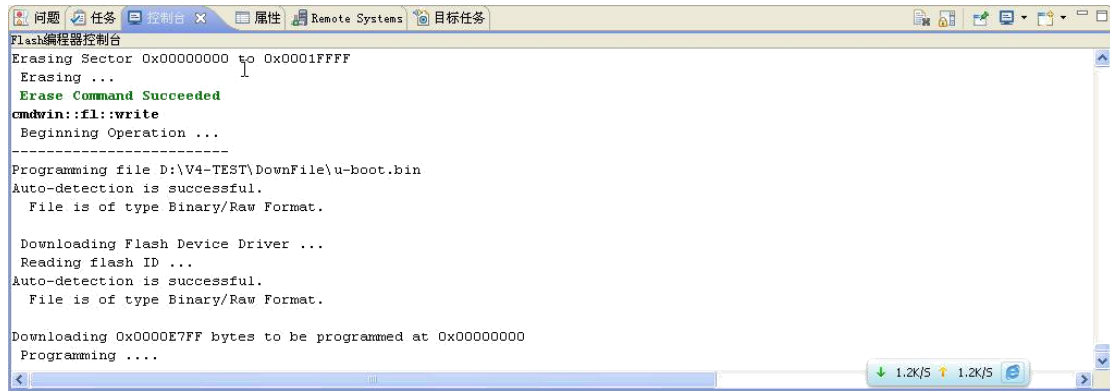 问题 任务 控制台 属性 Remote Systems 目标任务
Flash编程器控制台
Erasing Sector 0x00000000 to 0x0001FFFF
Erasing ...
Erase Command Succeeded
cmdwin::fl::write
Beginning Operation ...
-------------------------
Programming file D:\V4-TEST\DownFile\u-boot.bin
Auto-detection is successful.
File is of type Binary/Raw Format.
Downloading Flash Device Driver ...
Reading flash ID ...
Auto-detection is successful.
File is of type Binary/Raw Format.
Downloading 0x0000E7FF bytes to be programmed at 0x00000000
Programming ....
1.2K/S 1.2K/S